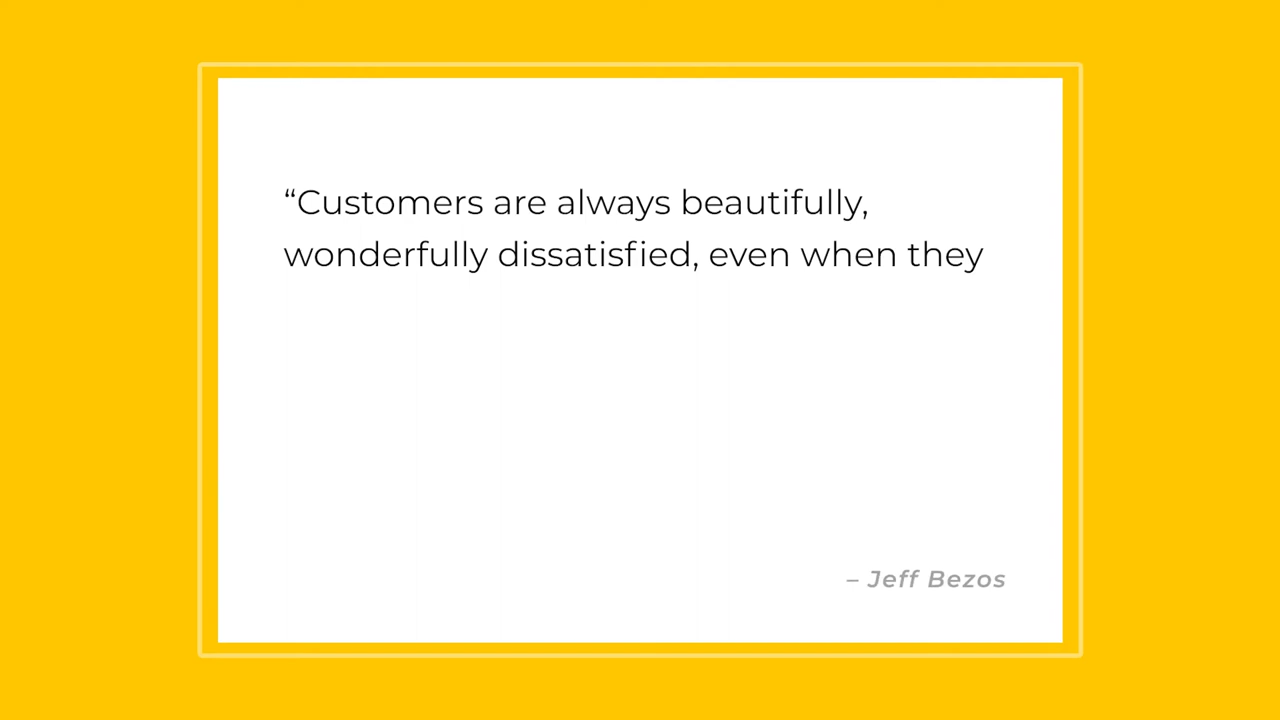 “Customers are always beautifully,
wonderfully dissatisfied, even when they
– Jeff Bezos